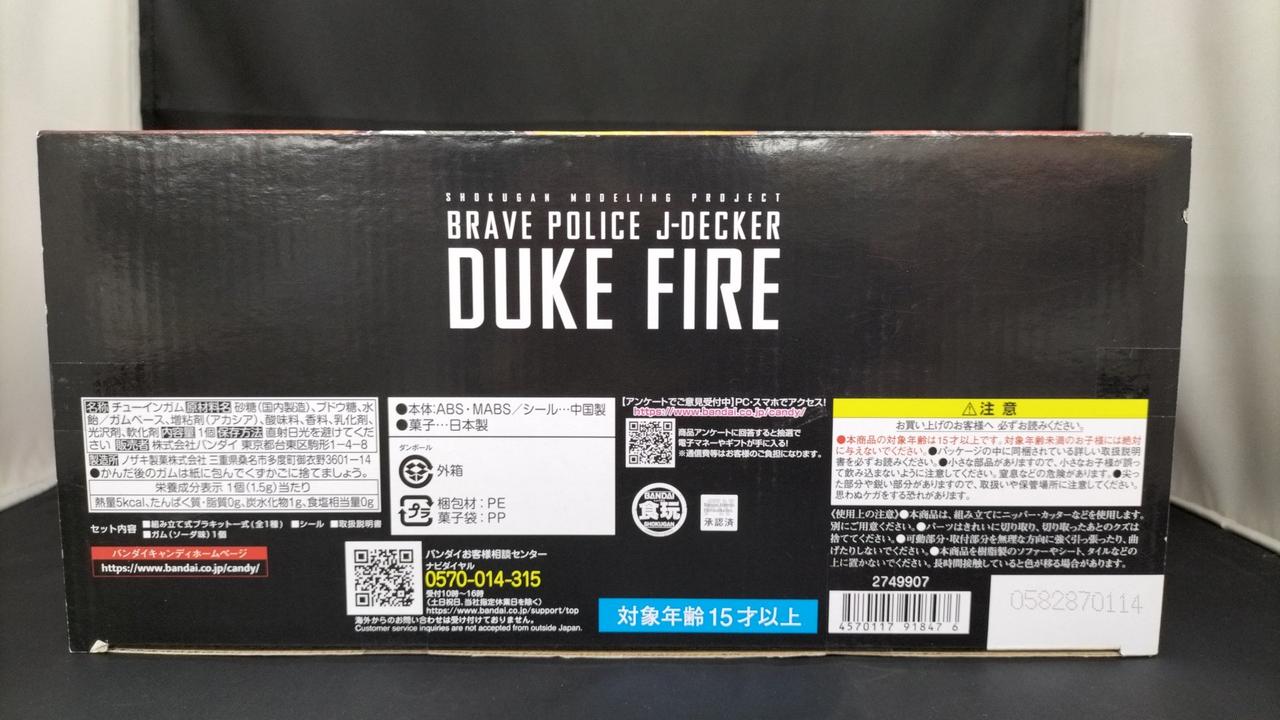 SHOKUGAN MODELING PROJECT
BRAVE POLICE J-DECKER
DUKE FIRE
名称 チューインガム 原材料名 砂糖(国内製造)、ブドウ糖、水
飴/ガムベース、増粘剤(アカシア)、酸味料、香料、乳化剤、
光沢剤、軟化剤 内容量 1個 保存方法 直射日光を避けてくだ
さい 販売者 株式会社バンダイ 東京都台東区駒形1-4-8
製造所 ノザキ製菓株式会社 三重県桑名市多度町御衣野3601-14
●かんだ後のガムは紙に包んでくずかごに捨てましょう。
栄養成分表示 1個(1.5g)当たり
熱量5kcal、たんぱく質・脂質0g、炭水化物1g、食塩相当量0g
セット内容 ■組み立て式プラキット一式(全1種) ■シール ■取扱説明書
■ガム(ソーダ味)1個
バンダイキャンディホームページ
https://www.bandai.co.jp/candy/
●本体:ABS・MABS/シール…中国製
●菓子…日本製
ダンボール
外箱
プラ
梱包材:PE
菓子袋:PP
バンダイお客様相談センター
ナビダイヤル
0570-014-315
受付10時〜16時
(土日祝日、当社指定休業日を除く)
https://www.bandai.co.jp/support/top
海外からのお問い合わせは受け付けておりません。
Customer service inquiries are not accepted from outside Japan.
【アンケートでご意見受付中】PC・スマホでアクセス!
https://www.bandai.co.jp/candy/
商品アンケートに回答すると抽選で
電子マネーやギフトが手に入る!
※通信費等はお客様のご負担になります。
BANDAI
食玩
SHOKUGAN
承認済
対象年齢15才以上
⚠注意
お買い上げのお客様へ 必ずお読みください。
●本商品の対象年齢は15才以上です。対象年齢未満のお子様には絶対
に与えないでください。●パッケージの中に同梱されている詳しい取扱説明
書を必ずお読みください。●小さな部品がありますので、小さなお子様が誤っ
て飲み込まないように注意してください。窒息などの危険があります。●尖っ
た部分や鋭い部分がありますので、取扱いや保管場所に注意してください。
思わぬケガをする恐れがあります。
〈使用上の注意〉●本商品は、組み立てにニッパー・カッターなどを使用します。
別にご用意ください。●パーツはきれいに切り取り、切り取ったあとのクズは
捨ててください。●可動部分・取付部分を無理な方向に強く引っ張ったり、曲
げたりしないでください。●本商品を樹脂製のソファーやシート、タイルなどの
上に置かないでください。長時間接触していると色が移る場合があります。
2749907
4570117 91847 6
0582870114